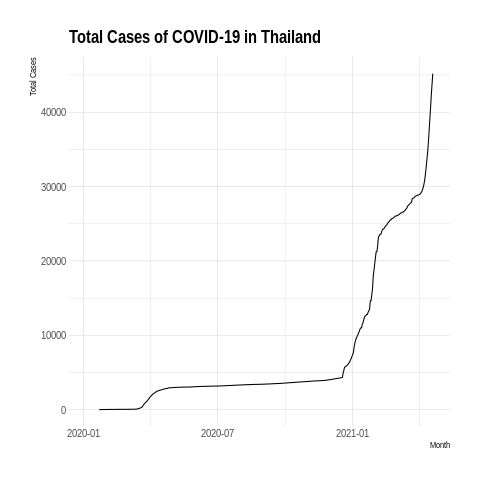 Total Cases of COVID-19 in Thailand
Total Cases
40000
30000
20000
10000
0
2020-01 2020-07 2021-01
Month